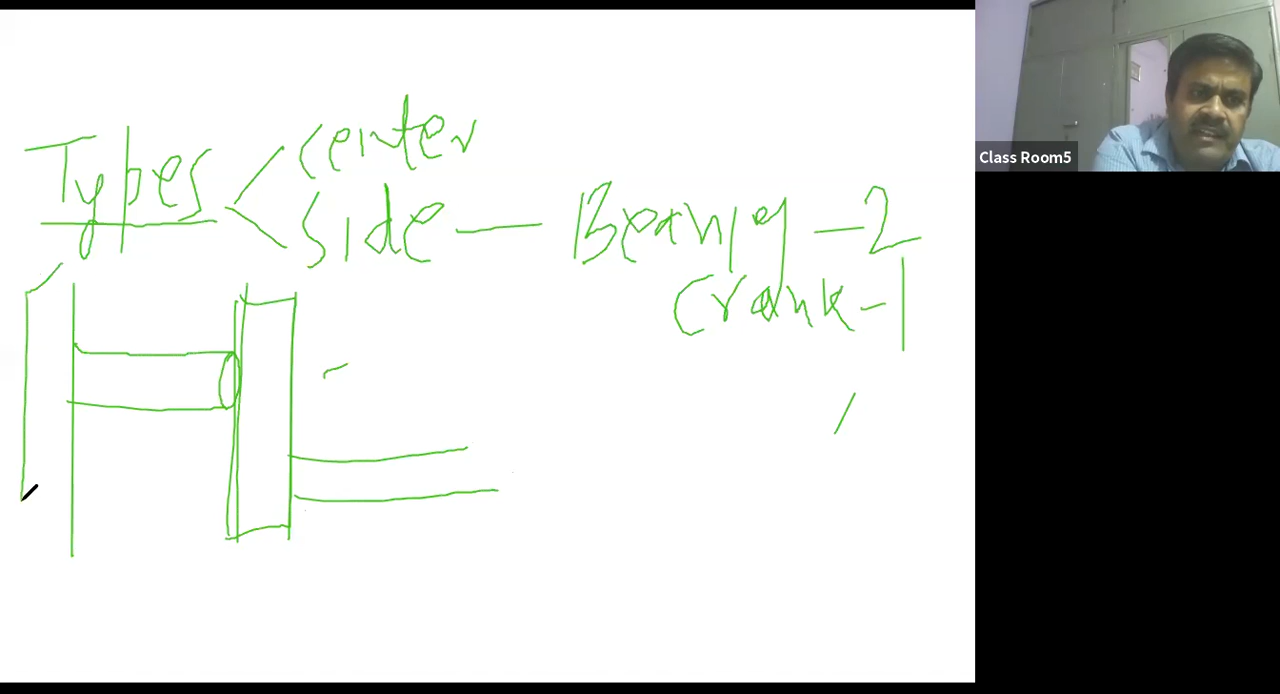 Types
center
side — Bearing - 2
Crank - 1
Class Room5